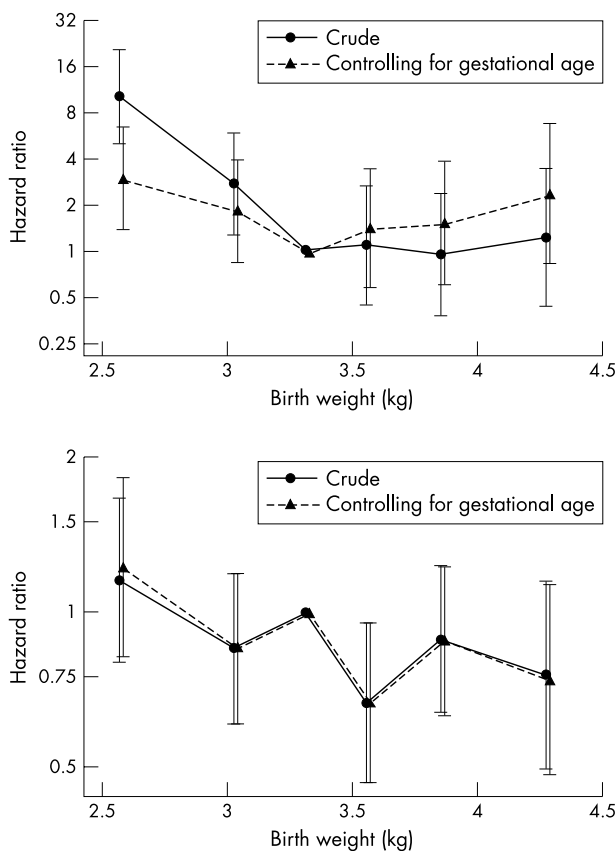 32
16
8
4
2
1
0.5
0.25
Hazard ratio
Crude
Controlling for gestational age
2.5 3 3.5 4 4.5
Birth weight (kg)
2
1.5
1
0.75
0.5
Hazard ratio
Crude
Controlling for gestational age
2.5 3 3.5 4 4.5
Birth weight (kg)